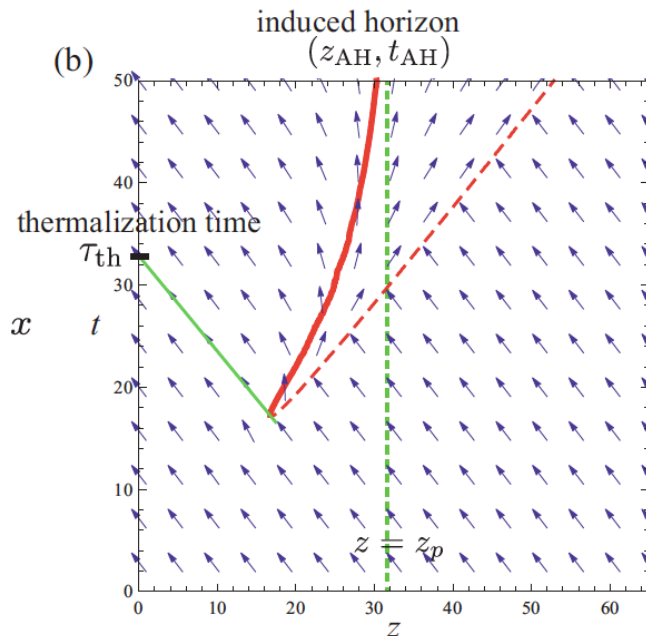 induced horizon
(z_AH, t_AH)
(b)
50
40
thermalization time
τ_th
30
x t
20
10
z = z_p
0
0 10 20 30 40 50 60
z